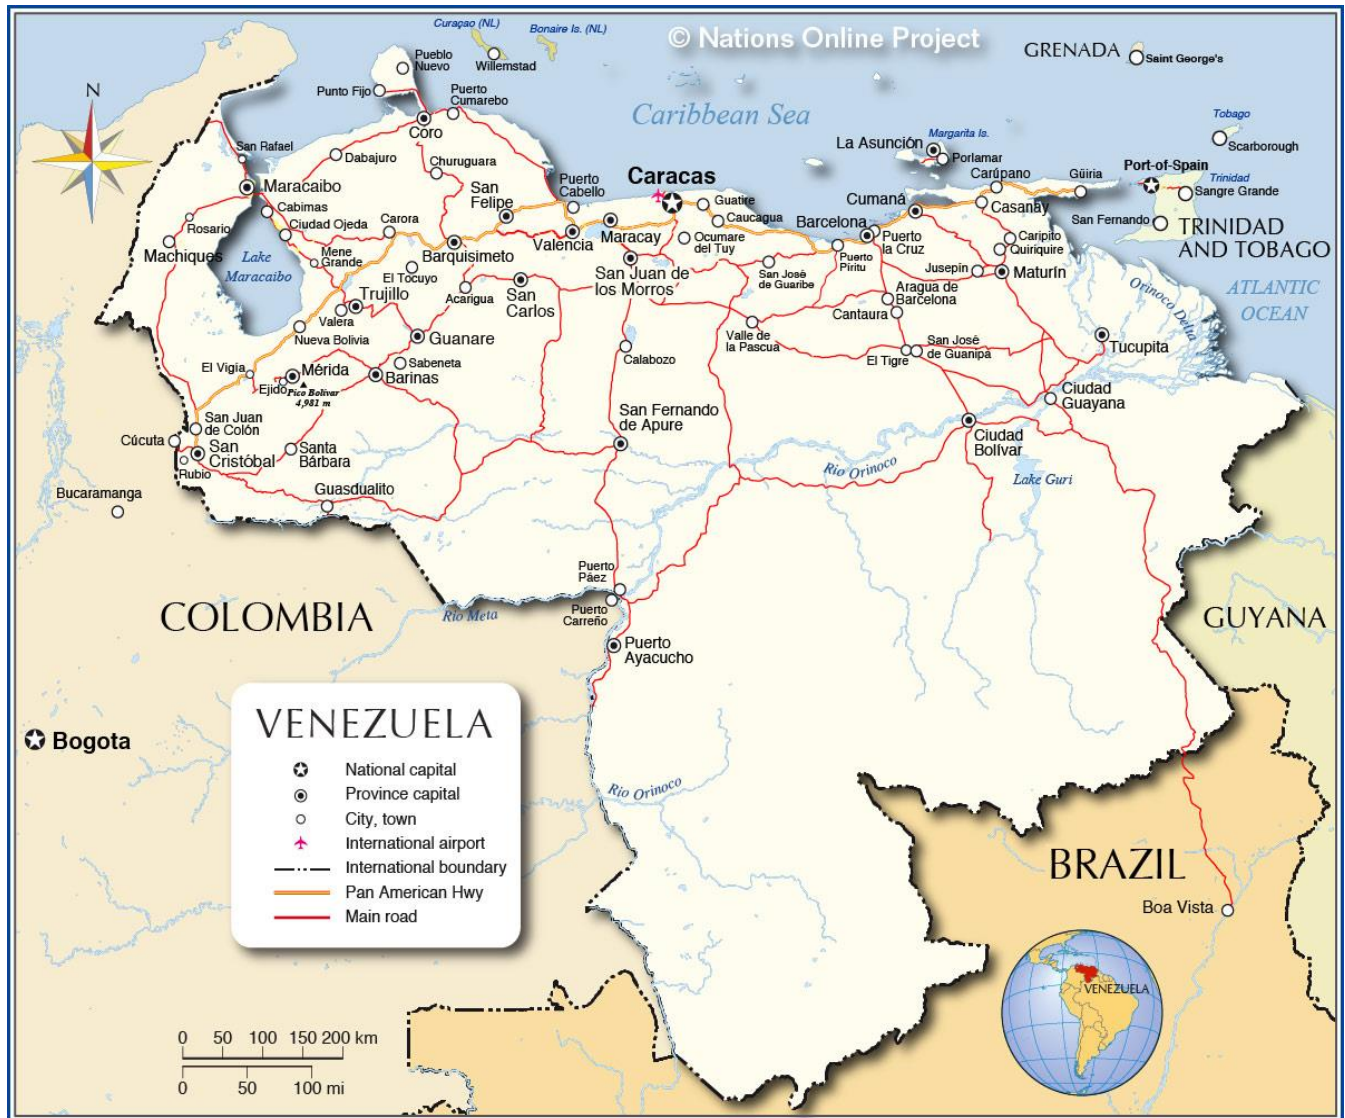 © Nations Online Project
Curaçao (NL)
Bonaire Is. (NL)
Willemstad
GRENADA
Saint George's
N
Pueblo
Nuevo
Punto Fijo
Puerto
Cumarebo
Coro
Caribbean Sea
Tobago
Scarborough
La Asunción
Margarita Is.
Porlamar
San Rafael
Dabajuro
Churuguara
Maracaibo
Cabimas
Ciudad Ojeda
Rosario
Machiques
Lake
Maracaibo
Mene
Grande
Carora
San
Felipe
Puerto
Cabello
Caracas
Guatire
Caucagua
Ocumare
del Tuy
Valencia
Maracay
Barquisimeto
El Tocuyo
Acarigua
San
Carlos
San Juan de
los Morros
San José
de Guaribe
Barcelona
Cumaná
Puerto
la Cruz
Puerto
Píritu
Carúpano
Casanay
Güiria
Port-of-Spain
Trinidad
Sangre Grande
San Fernando
TRINIDAD
AND TOBAGO
Caripito
Quiriquire
Jusepín
Maturín
ATLANTIC
OCEAN
Orinoco Delta
Trujillo
Valera
Nueva Bolivia
Guanare
Sabeneta
Calabozo
Valle de
la Pascua
Aragua de
Barcelona
Cantaura
El Tigre
San José
de Guanipa
Tucupita
El Vigía
Ejido
Mérida
Pico Bolivar
4,981 m
Barinas
San Juan
de Colón
Cúcuta
San
Cristóbal
Rubio
Santa
Bárbara
San Fernando
de Apure
Ciudad
Guayana
Ciudad
Bolívar
Rio Orinoco
Lake Guri
Bucaramanga
Guasdualito
Puerto
Páez
Puerto
Carreño
Rio Meta
COLOMBIA
GUYANA
Puerto
Ayacucho
Bogota
Rio Orinoco
VENEZUELA
National capital
Province capital
City, town
International airport
International boundary
Pan American Hwy
Main road
BRAZIL
Boa Vista
VENEZUELA
0 50 100 150 200 km
0 50 100 mi